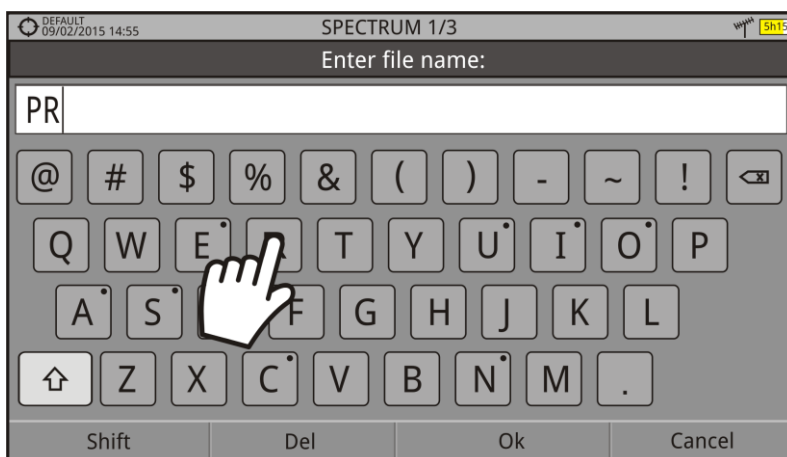 DEFAULT
09/02/2015 14:55
SPECTRUM 1/3
5h15
Enter file name:
PR
@ # $ % & ( ) - ~ !
Q W E R T Y U I O P
A S F G H J K L
Z X C V B N M .
Shift Del Ok Cancel